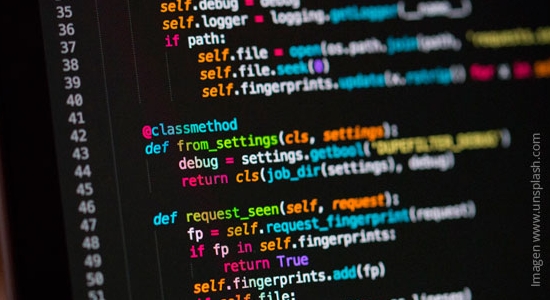 35 self.debug = debug
36 self.logger = logging.getLogger(__name__)
37 if path:
38 self.file = open(os.path.join(path, 'requests
39 self.file.seek(0)
40 self.fingerprints.update(x.rstrip() for x in
41
42 @classmethod
43 def from_settings(cls, settings):
44 debug = settings.getbool('DUPEFILTER_DEBUG')
45 return cls(job_dir(settings), debug)
46
47 def request_seen(self, request):
48 fp = self.request_fingerprint(request)
49 if fp in self.fingerprints:
50 return True
51 self.fingerprints.add(fp)
if self.file:
Imagen www.unsplash.com